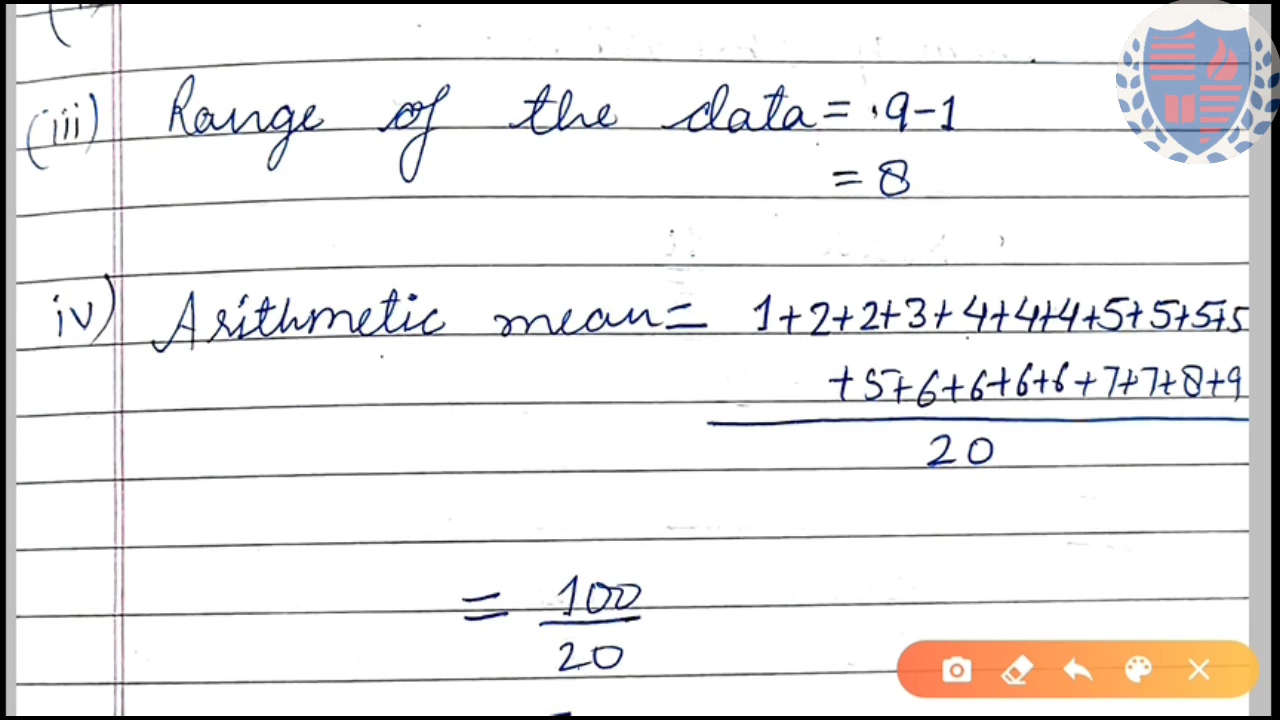 (iii) Range of the data = 9-1
= 8
iv) Arithmetic mean = 1+2+2+3+4+4+4+5+5+5+5
+5+6+6+6+6+7+7+8+9
20
= 100
20